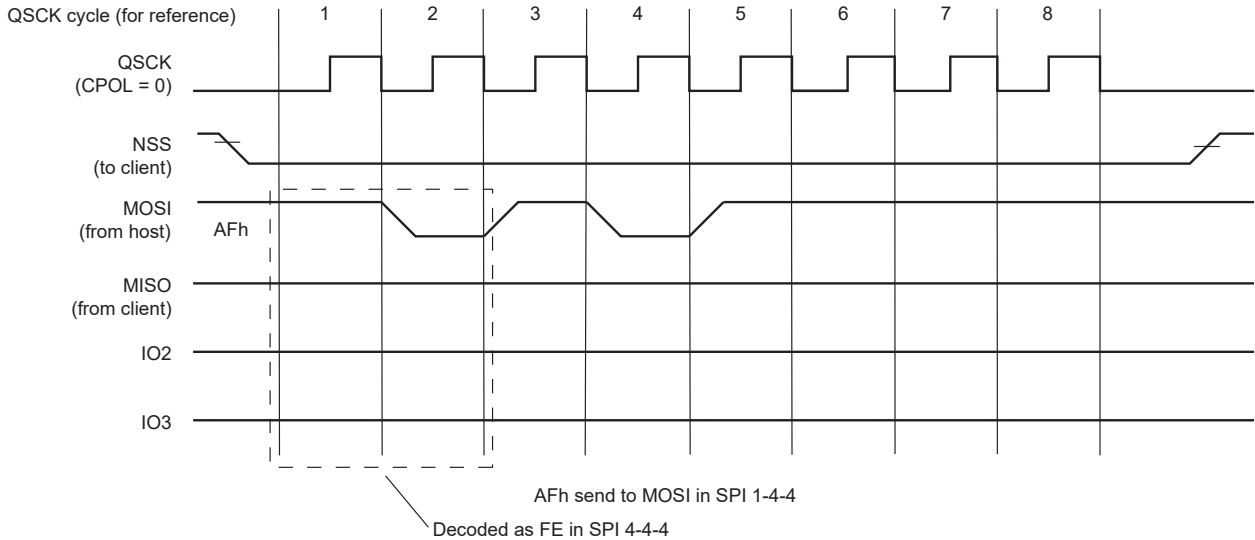 QSCK cycle (for reference)
1 2 3 4 5 6 7 8
QSCK
(CPOL = 0)
NSS
(to client)
MOSI
(from host)
AFh
MISO
(from client)
IO2
IO3
AFh send to MOSI in SPI 1-4-4
Decoded as FE in SPI 4-4-4